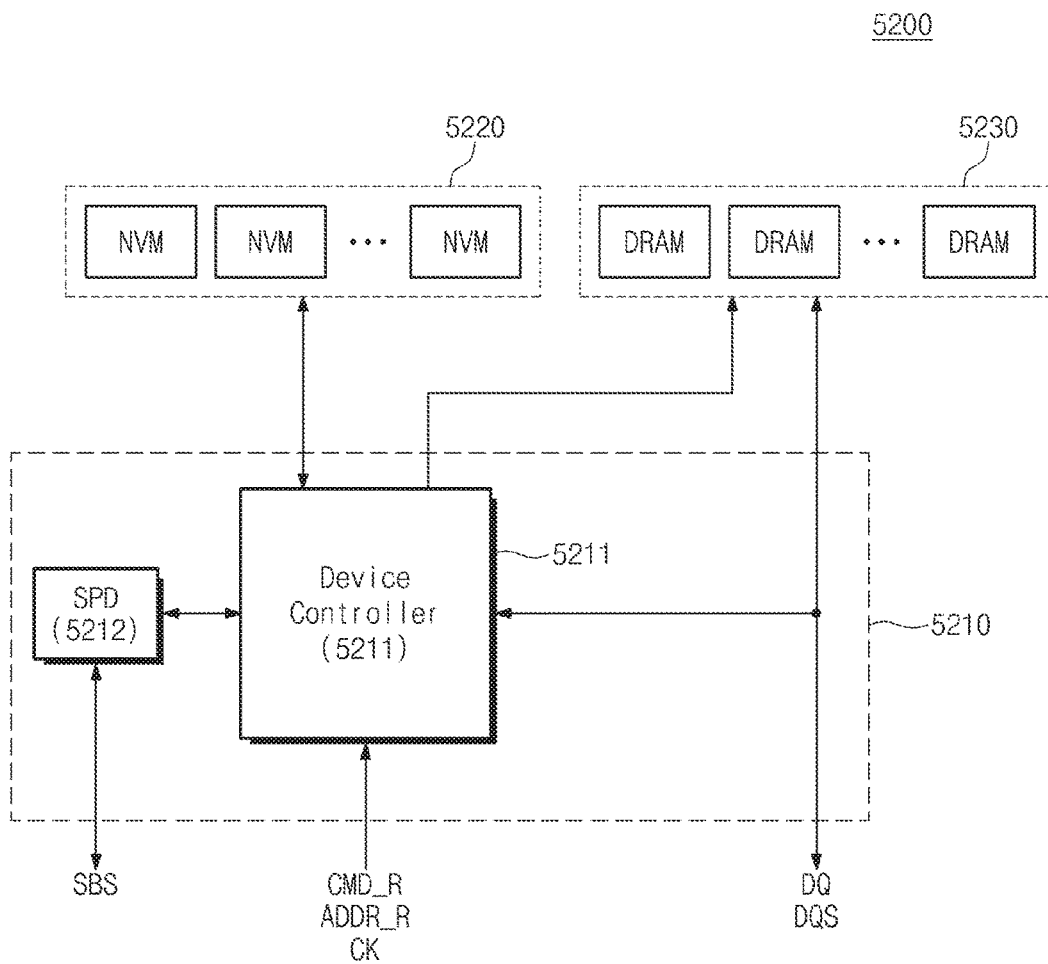 5200
5220
5230
NVM NVM ... NVM
DRAM DRAM ... DRAM
5211
Device
Controller
(5211)
SPD
(5212)
5210
SBS
CMD_R
ADDR_R
CK
DQ
DQS